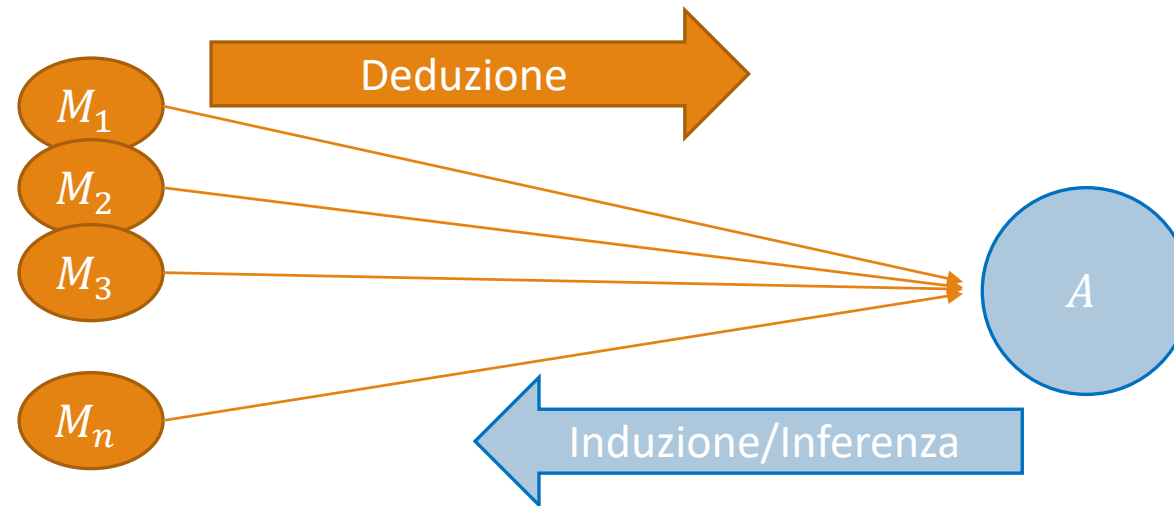 Deduzione
M₁
M₂
M₃
A
Mₙ
Induzione/Inferenza